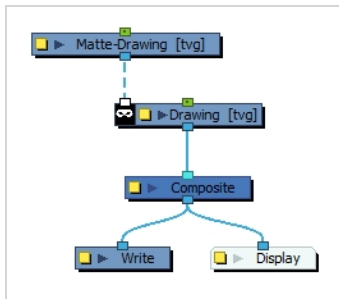 Matte-Drawing [tvg]
Drawing [tvg]
Composite
Write
Display